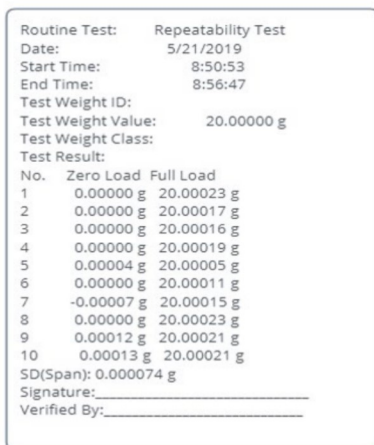 Routine Test: Repeatability Test
Date: 5/21/2019
Start Time: 8:50:53
End Time: 8:56:47
Test Weight ID:
Test Weight Value: 20.00000 g
Test Weight Class:
Test Result:
No. Zero Load Full Load
1 0.00000 g 20.00023 g
2 0.00000 g 20.00017 g
3 0.00000 g 20.00016 g
4 0.00000 g 20.00019 g
5 0.00004 g 20.00005 g
6 0.00000 g 20.00011 g
7 -0.00007 g 20.00015 g
8 0.00000 g 20.00023 g
9 0.00012 g 20.00021 g
10 0.00013 g 20.00021 g
SD(Span): 0.000074 g
Signature:______________________________
Verified By:____________________________